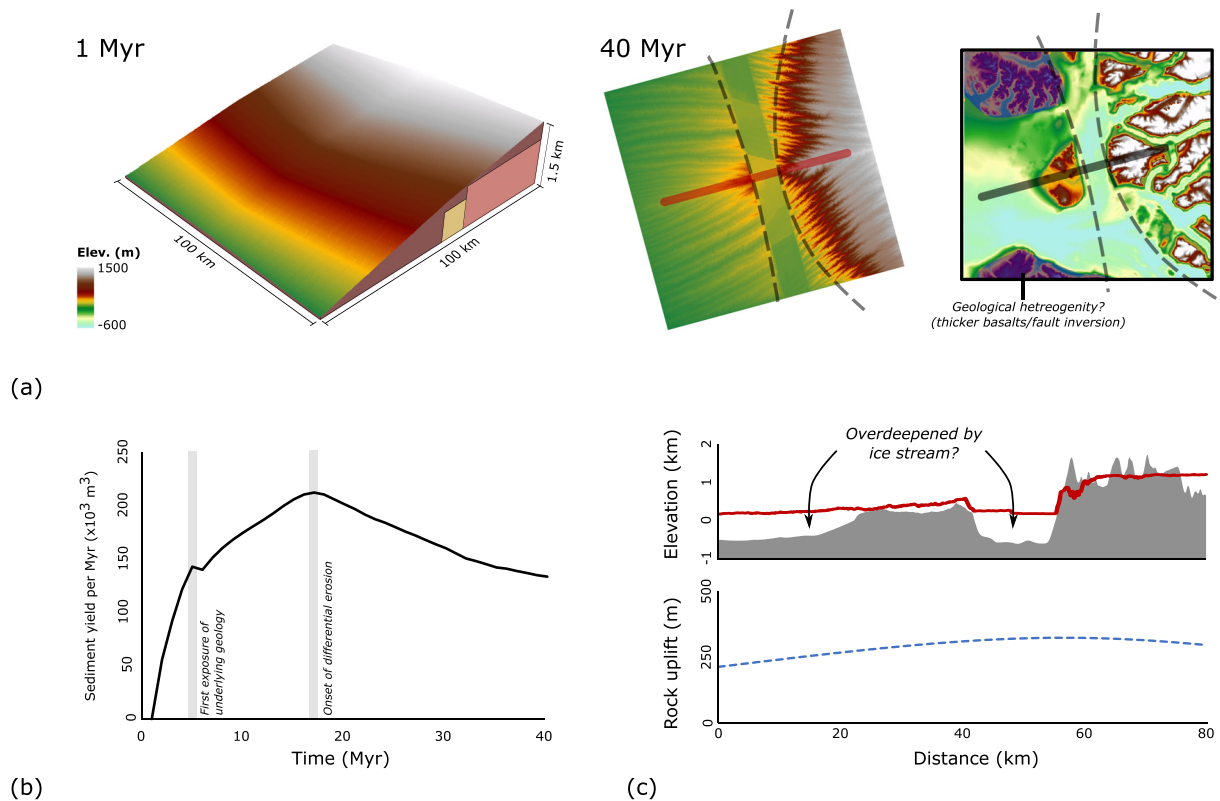 1 Myr
40 Myr
1.5 km
100 km
100 km
Elev. (m)
1500
-600
Geological hetreogenity?
(thicker basalts/fault inversion)
(a)
Sediment yield per Myr (x10³ m³)
250
200
150
100
50
0
First exposure of
underlying geology
Onset of differential erosion
0
10
20
30
40
Time (Myr)
(b)
Overdeepened by
ice stream?
Elevation (km)
2
1
0
-1
Rock uplift (m)
500
250
0
0
20
40
60
80
Distance (km)
(c)